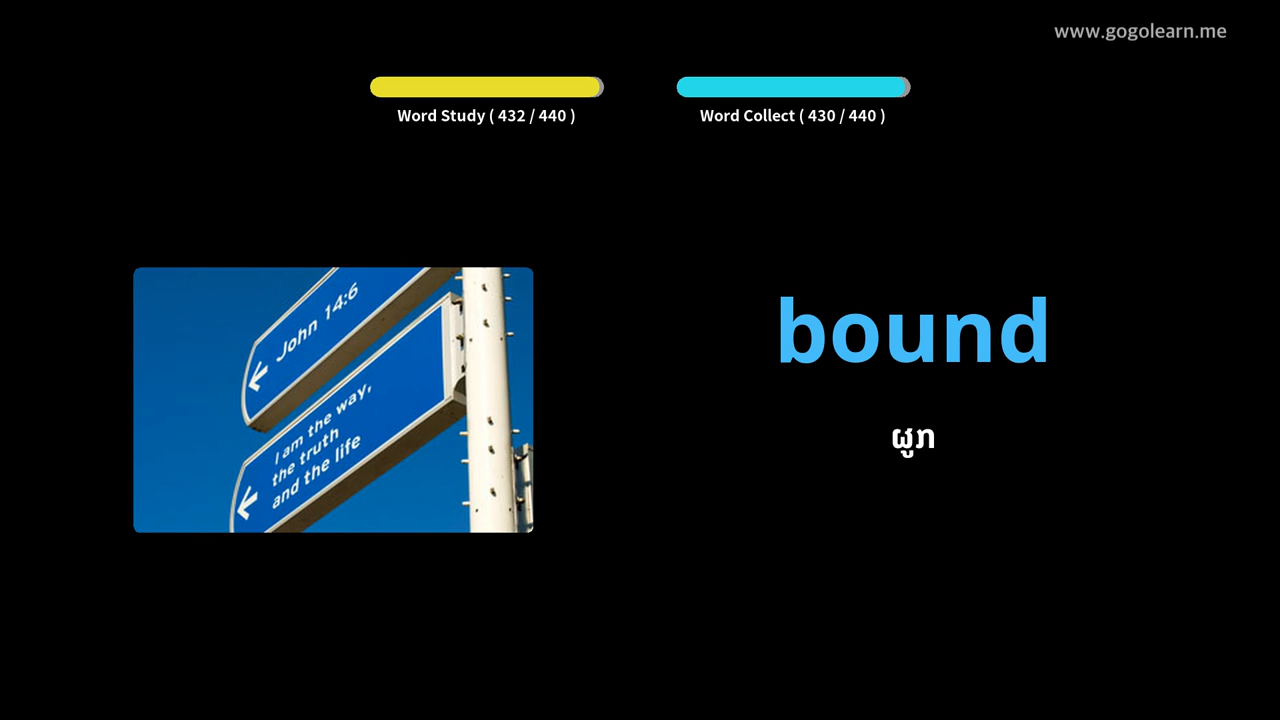 www.gogolearn.me
Word Study ( 432 / 440 )
Word Collect ( 430 / 440 )
John 14:6
I am the way,
the truth
and the life
bound
ផូក